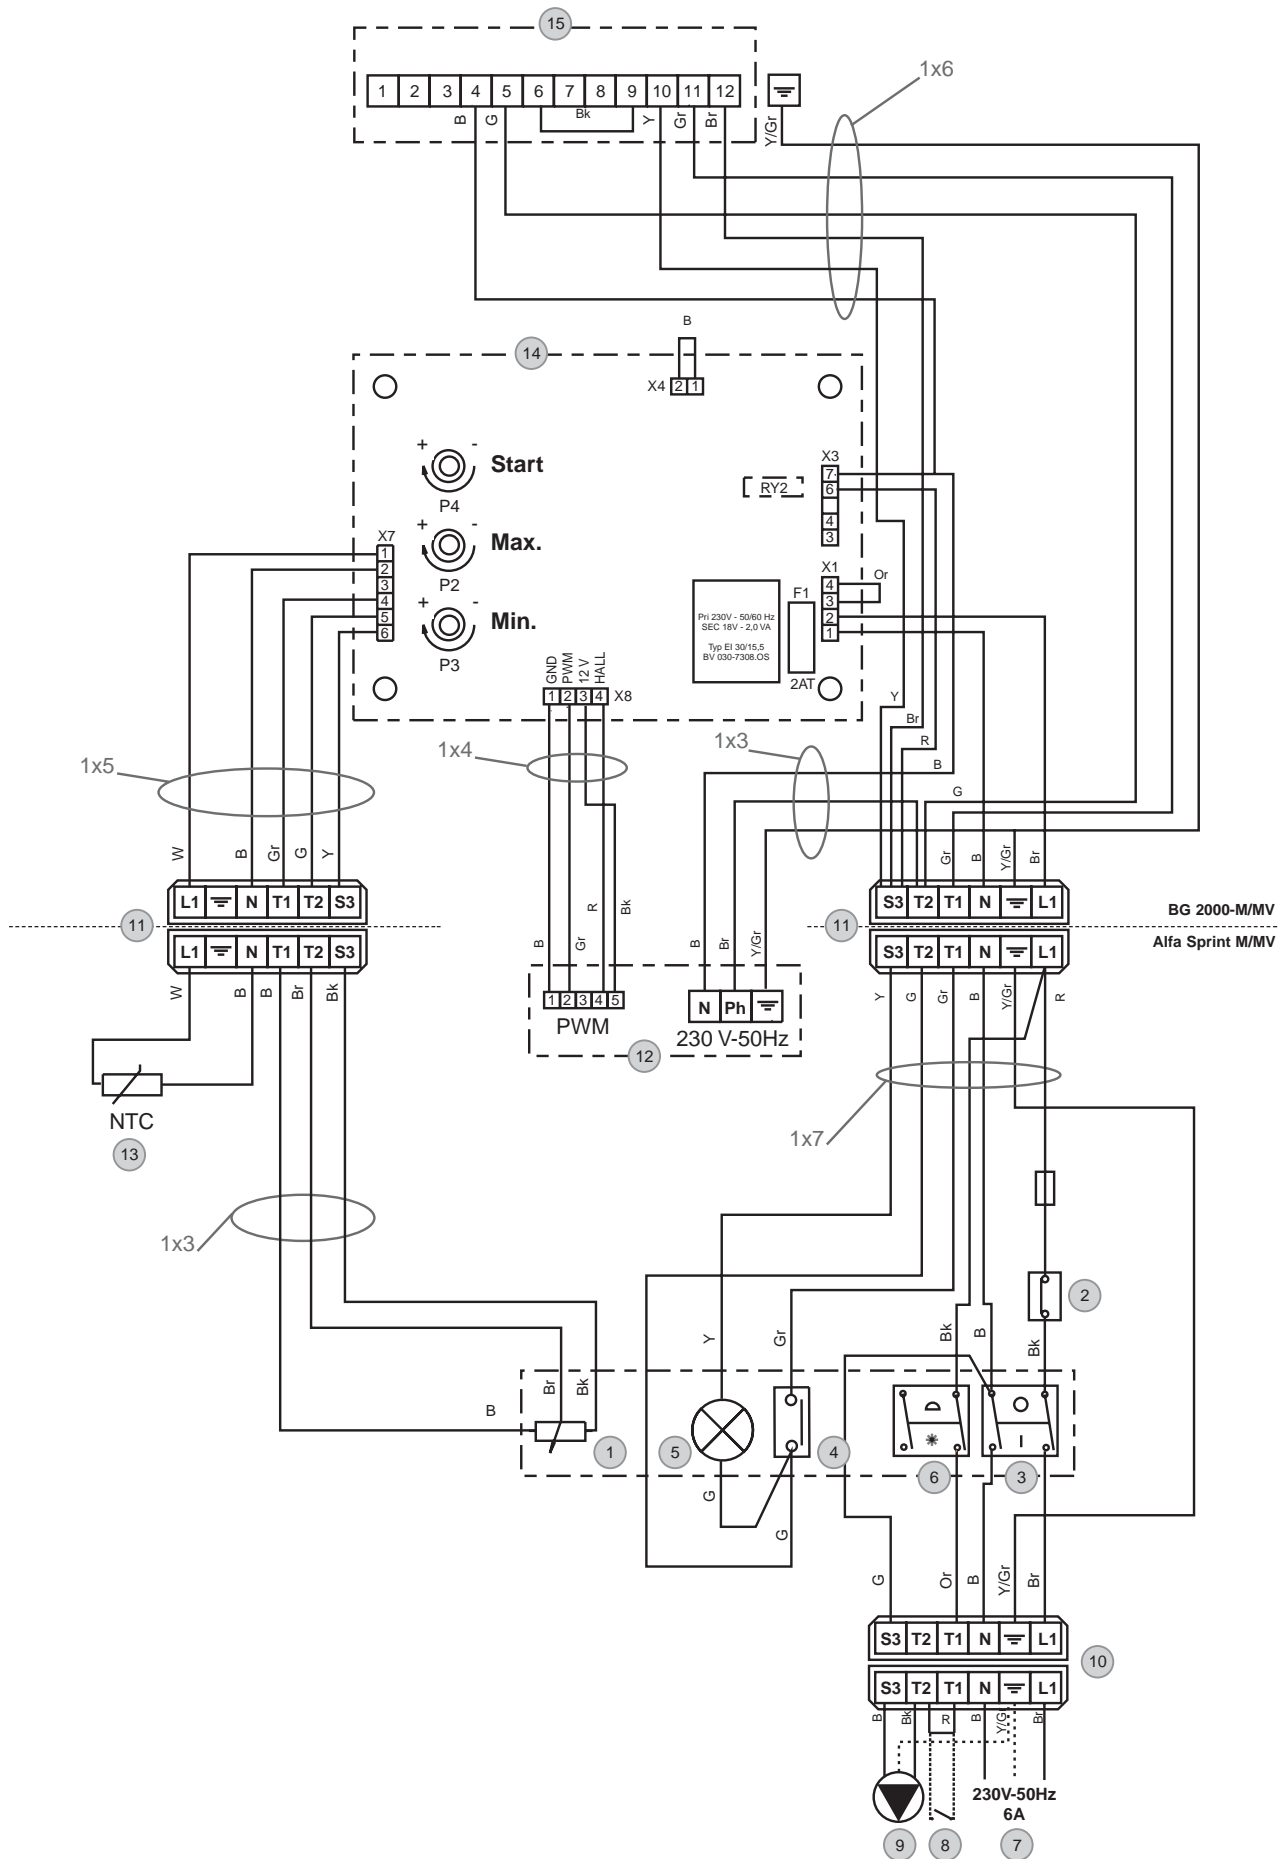 15
1 2 3 4 5 6 7 8 9 10 11 12
B G Bk Y Gr Br Y/Gr
1x6
14
B
X4 2 1
+ - Start
P4
+ - Max.
P2
+ - Min.
P3
X3
7
6
4
3
RY2
X7
1
2
3
4
5
6
X1
4
3
2
1
Or
F1
2AT
Pri 230V - 50/60 Hz
SEC 18V - 2,0 VA
Typ EI 30/15,5
BV 030-7308.OS
GND PWM 12 V HALL
1 2 3 4 X8
Y
Br
R
B
G
1x5
1x4
1x3
W B Gr G Y
Gr B Y/Gr Br
L1 N T1 T2 S3
S3 T2 T1 N L1
11
11
BG 2000-M/MV
Alfa Sprint M/MV
L1 N T1 T2 S3
S3 T2 T1 N L1
W B B Br Bk
B Gr R Bk
B Br Y/Gr
Y G Gr B Y/Gr R
1 2 3 4 5
PWM
N Ph
230 V-50Hz
12
NTC
13
1x7
1x3
2
Y Gr Bk B Bk
Br Bk
B
1
5
4
6
3
I
G
G
G Or B Y/Gr Br
S3 T2 T1 N L1
10
S3 T2 T1 N L1
B Bk R B Y/Gr Br
230V-50Hz
6A
9 8 7